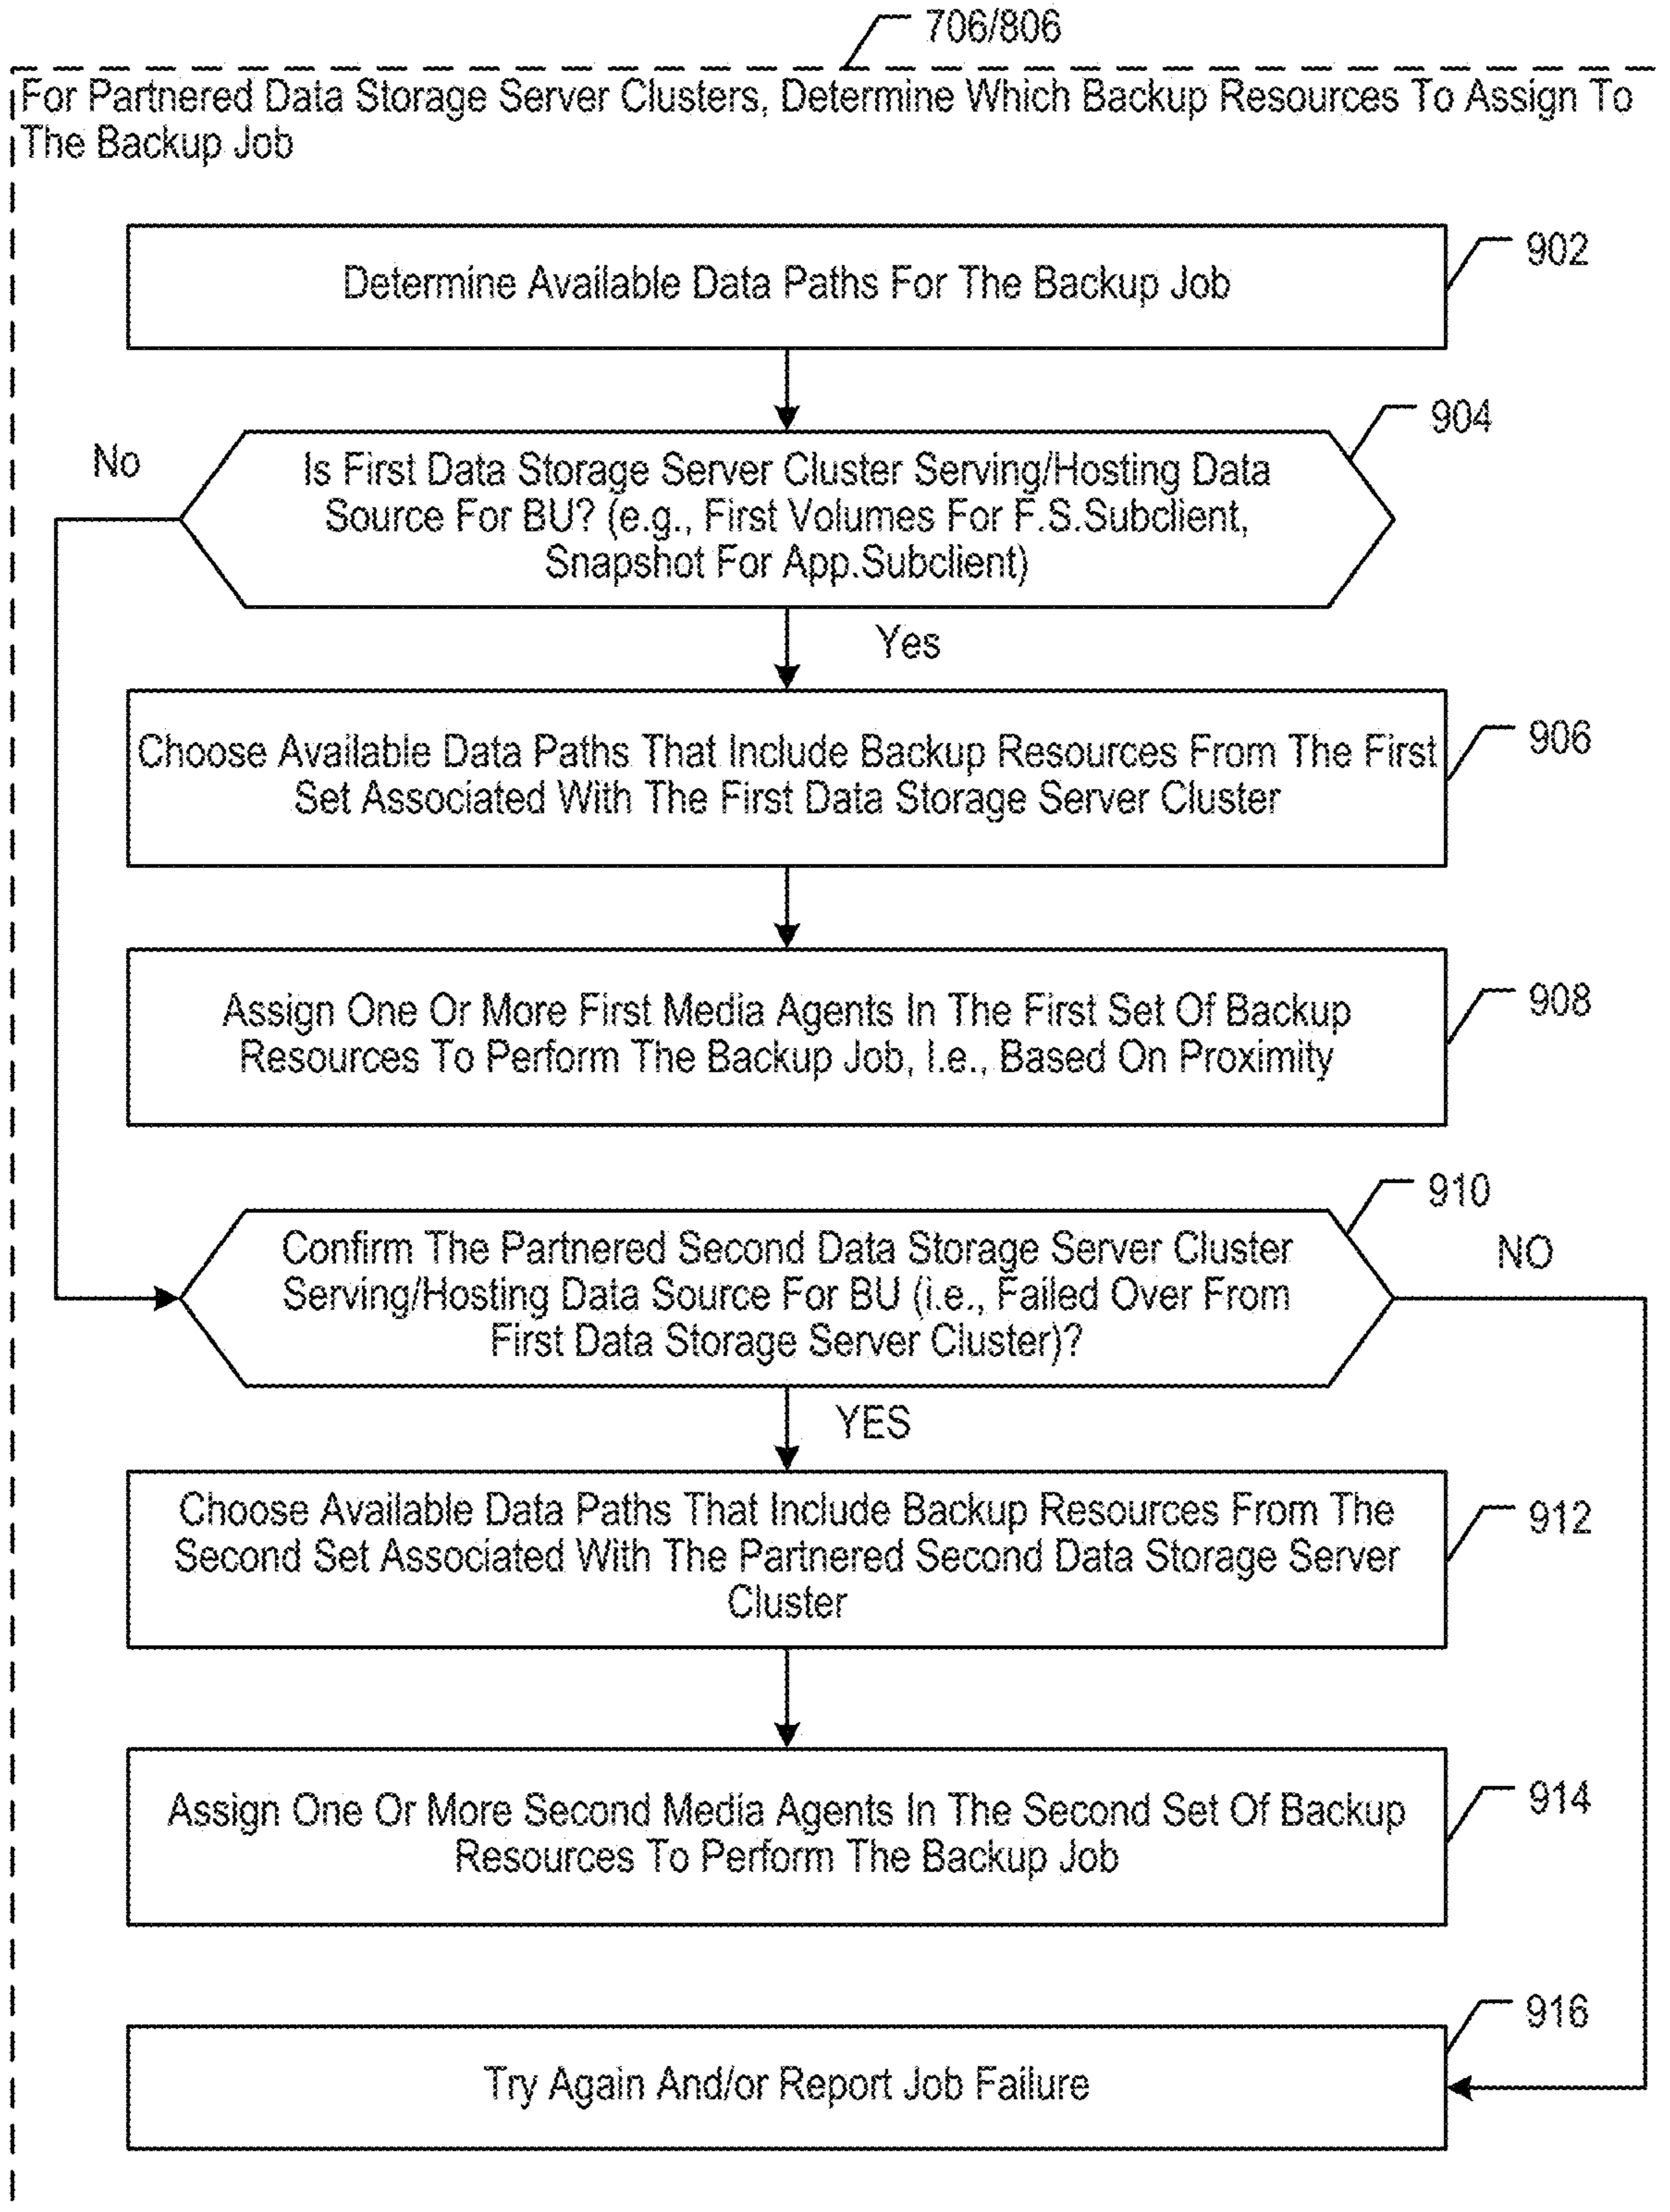 706/806
For Partnered Data Storage Server Clusters, Determine Which Backup Resources To Assign To
The Backup Job
902
Determine Available Data Paths For The Backup Job
904
No
Is First Data Storage Server Cluster Serving/Hosting Data
Source For BU? (e.g., First Volumes For F.S.Subclient,
Snapshot For App.Subclient)
Yes
906
Choose Available Data Paths That Include Backup Resources From The First
Set Associated With The First Data Storage Server Cluster
908
Assign One Or More First Media Agents In The First Set Of Backup
Resources To Perform The Backup Job, I.e., Based On Proximity
910
NO
Confirm The Partnered Second Data Storage Server Cluster
Serving/Hosting Data Source For BU (i.e., Failed Over From
First Data Storage Server Cluster)?
YES
912
Choose Available Data Paths That Include Backup Resources From The
Second Set Associated With The Partnered Second Data Storage Server
Cluster
914
Assign One Or More Second Media Agents In The Second Set Of Backup
Resources To Perform The Backup Job
916
Try Again And/or Report Job Failure